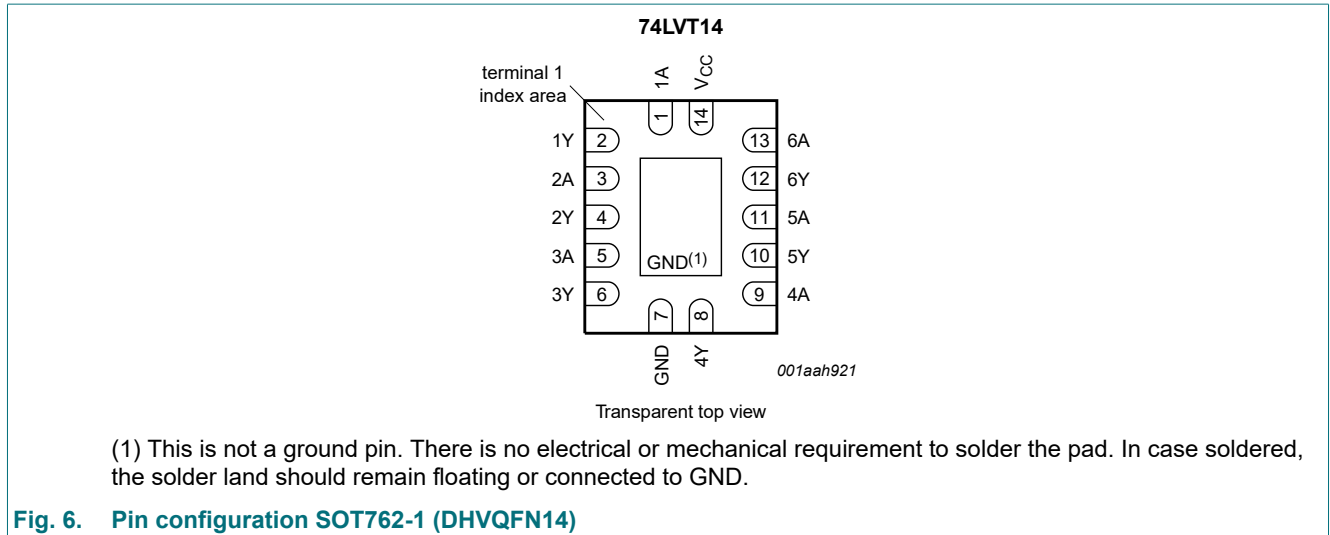 74LVT14
terminal 1
index area
1A
VCC
1
14
1Y 2
13 6A
2A 3
12 6Y
2Y 4
11 5A
3A 5
GND(1)
10 5Y
3Y 6
9 4A
7
8
GND
4Y
001aah921
Transparent top view
(1) This is not a ground pin. There is no electrical or mechanical requirement to solder the pad. In case soldered,
the solder land should remain floating or connected to GND.
Fig. 6. Pin configuration SOT762-1 (DHVQFN14)